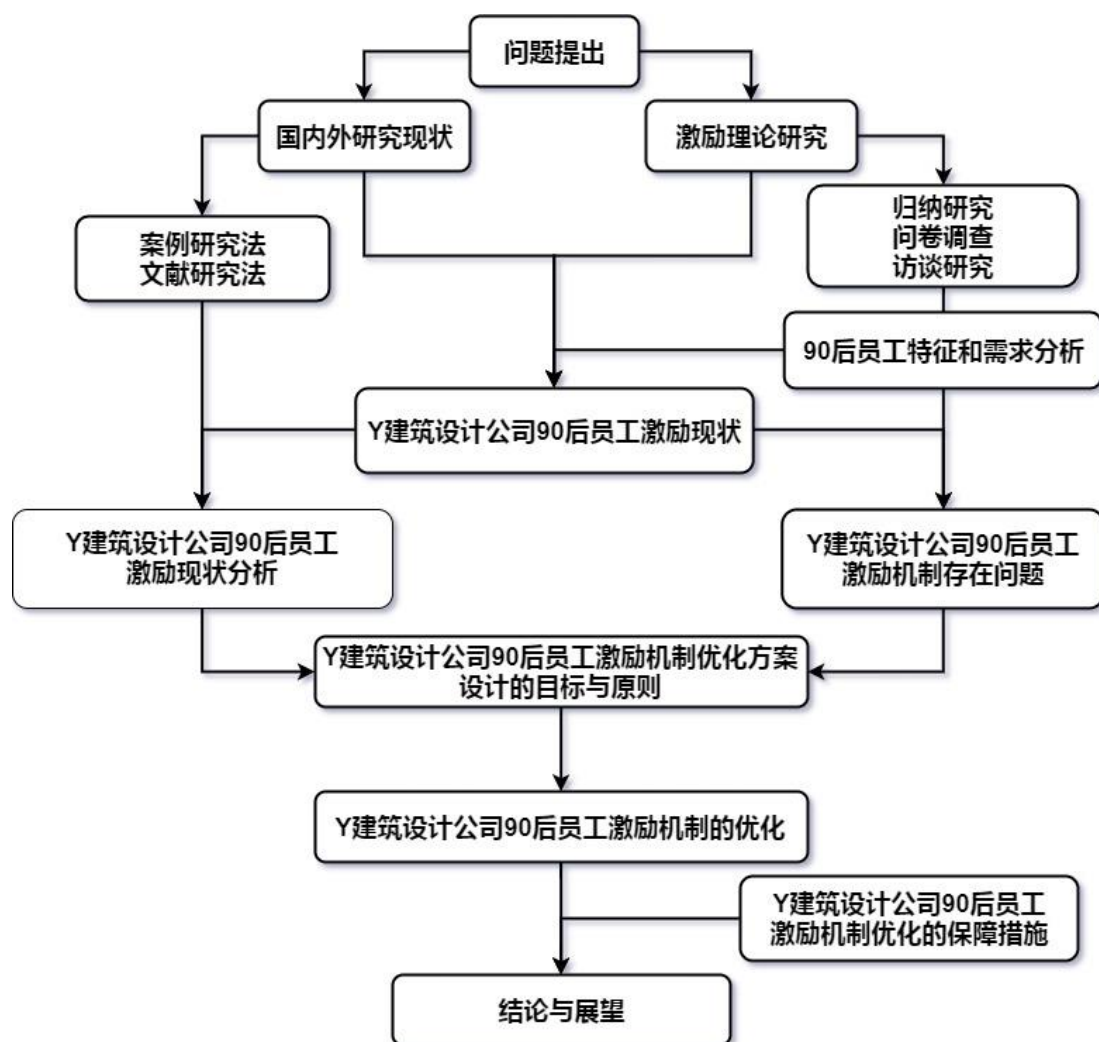 问题提出
国内外研究现状
激励理论研究
案例研究法
文献研究法
归纳研究
问卷调查
访谈研究
90后员工特征和需求分析
Y建筑设计公司90后员工激励现状
Y建筑设计公司90后员工
激励现状分析
Y建筑设计公司90后员工
激励机制存在问题
Y建筑设计公司90后员工激励机制优化方案
设计的目标与原则
Y建筑设计公司90后员工激励机制的优化
Y建筑设计公司90后员工
激励机制优化的保障措施
结论与展望